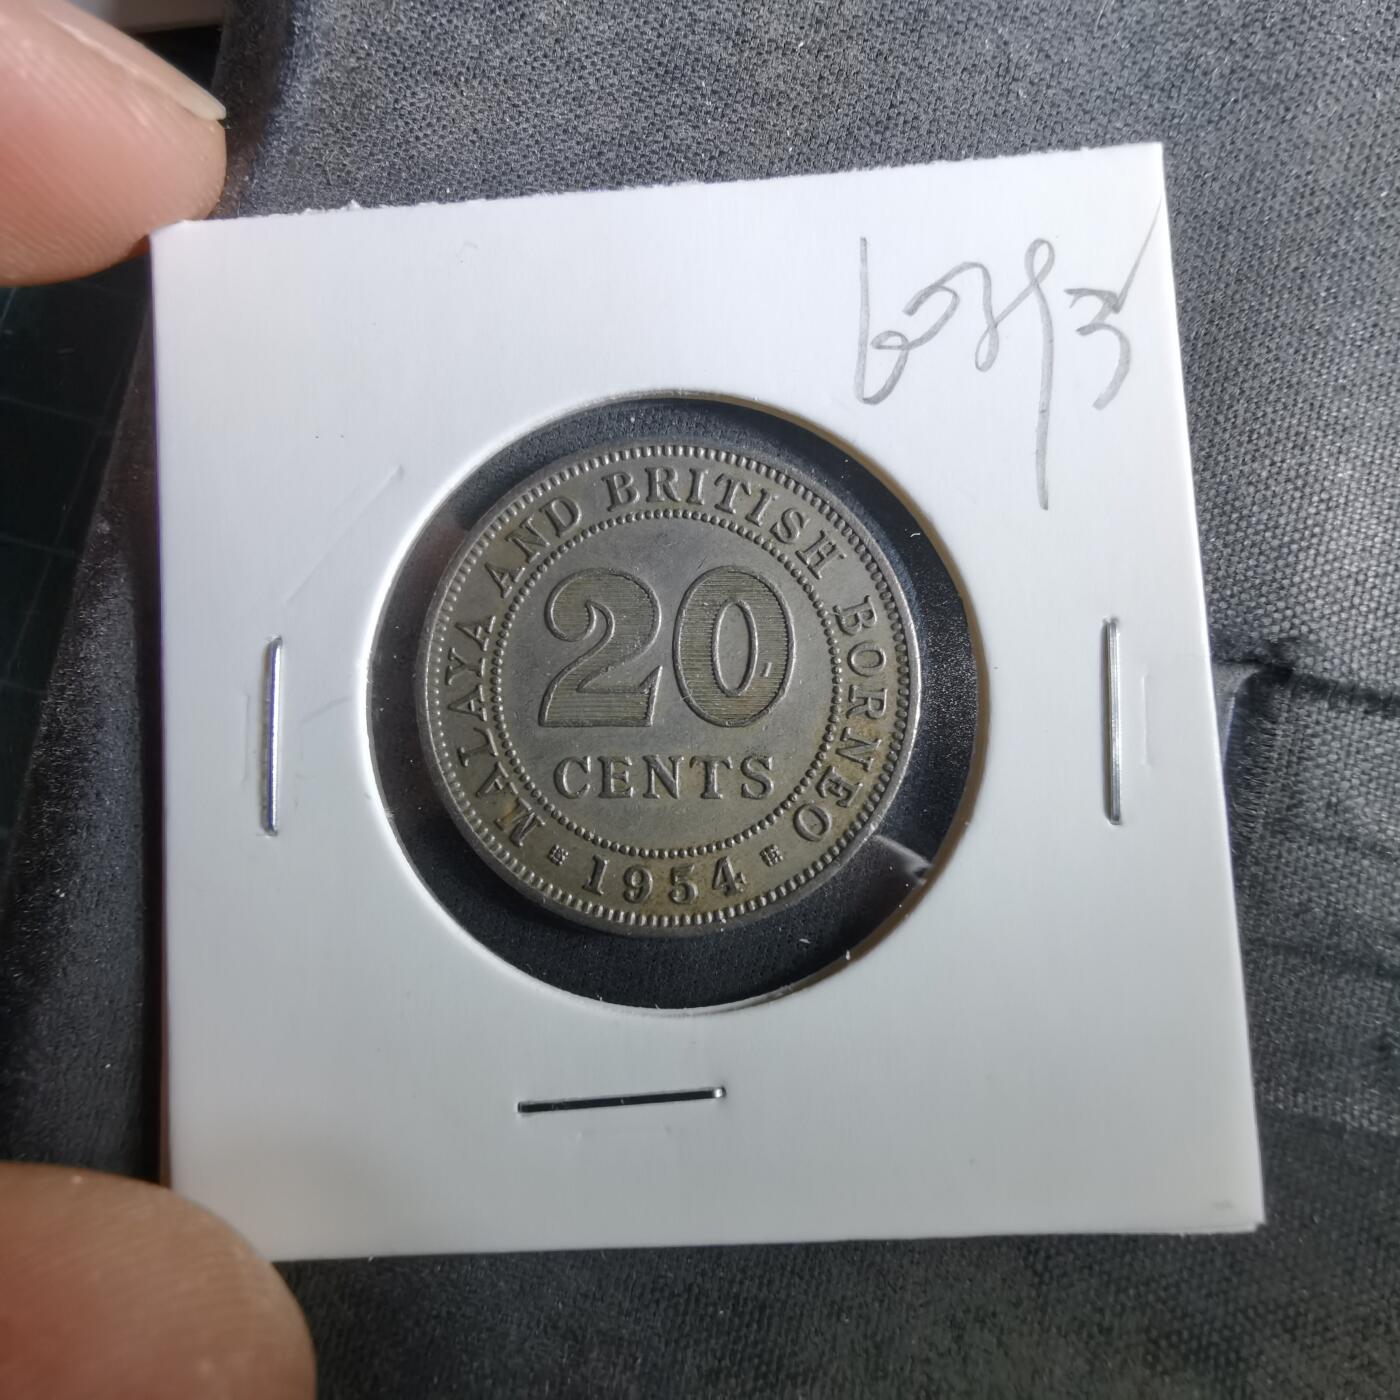 MALAYA AND BRITISH BORNEO
20
CENTS
1954